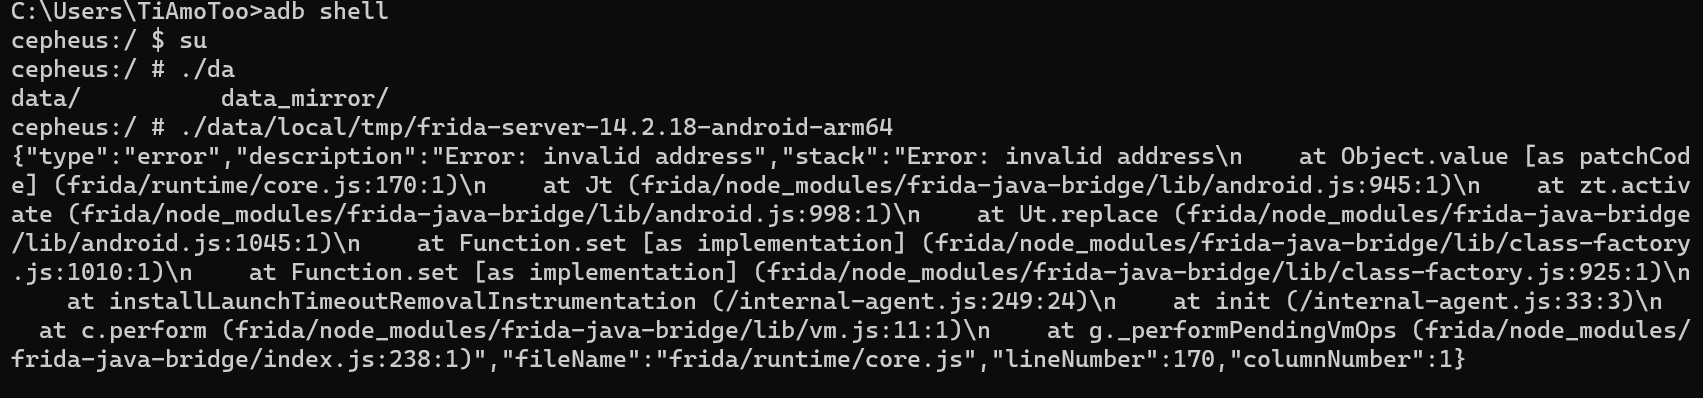 C:\Users\TiAmoToo>adb shell
cepheus:/ $ su
cepheus:/ # ./da
data/          data_mirror/
cepheus:/ # ./data/local/tmp/frida-server-14.2.18-android-arm64
{"type":"error","description":"Error: invalid address","stack":"Error: invalid address\n    at Object.value [as patchCod
e] (frida/runtime/core.js:170:1)\n    at Jt (frida/node_modules/frida-java-bridge/lib/android.js:945:1)\n    at zt.activ
ate (frida/node_modules/frida-java-bridge/lib/android.js:998:1)\n    at Ut.replace (frida/node_modules/frida-java-bridge
/lib/android.js:1045:1)\n    at Function.set [as implementation] (frida/node_modules/frida-java-bridge/lib/class-factory
.js:1010:1)\n    at Function.set [as implementation] (frida/node_modules/frida-java-bridge/lib/class-factory.js:925:1)\n
    at installLaunchTimeoutRemovalInstrumentation (/internal-agent.js:249:24)\n    at init (/internal-agent.js:33:3)\n
  at c.perform (frida/node_modules/frida-java-bridge/lib/vm.js:11:1)\n    at g._performPendingVmOps (frida/node_modules/
frida-java-bridge/index.js:238:1)","fileName":"frida/runtime/core.js","lineNumber":170,"columnNumber":1}